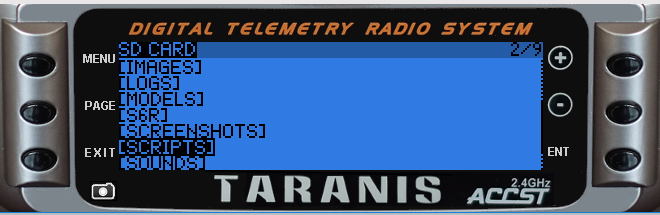 DIGITAL TELEMETRY RADIO SYSTEM
MENU
SD CARD 2/9
[IMAGES]
[LOGS]
[MODELS]
[S6R]
[SCREENSHOTS]
[SCRIPTS]
[SOUNDS]
+
PAGE
-
EXIT
ENT
TARANIS
2.4GHz
ACCST